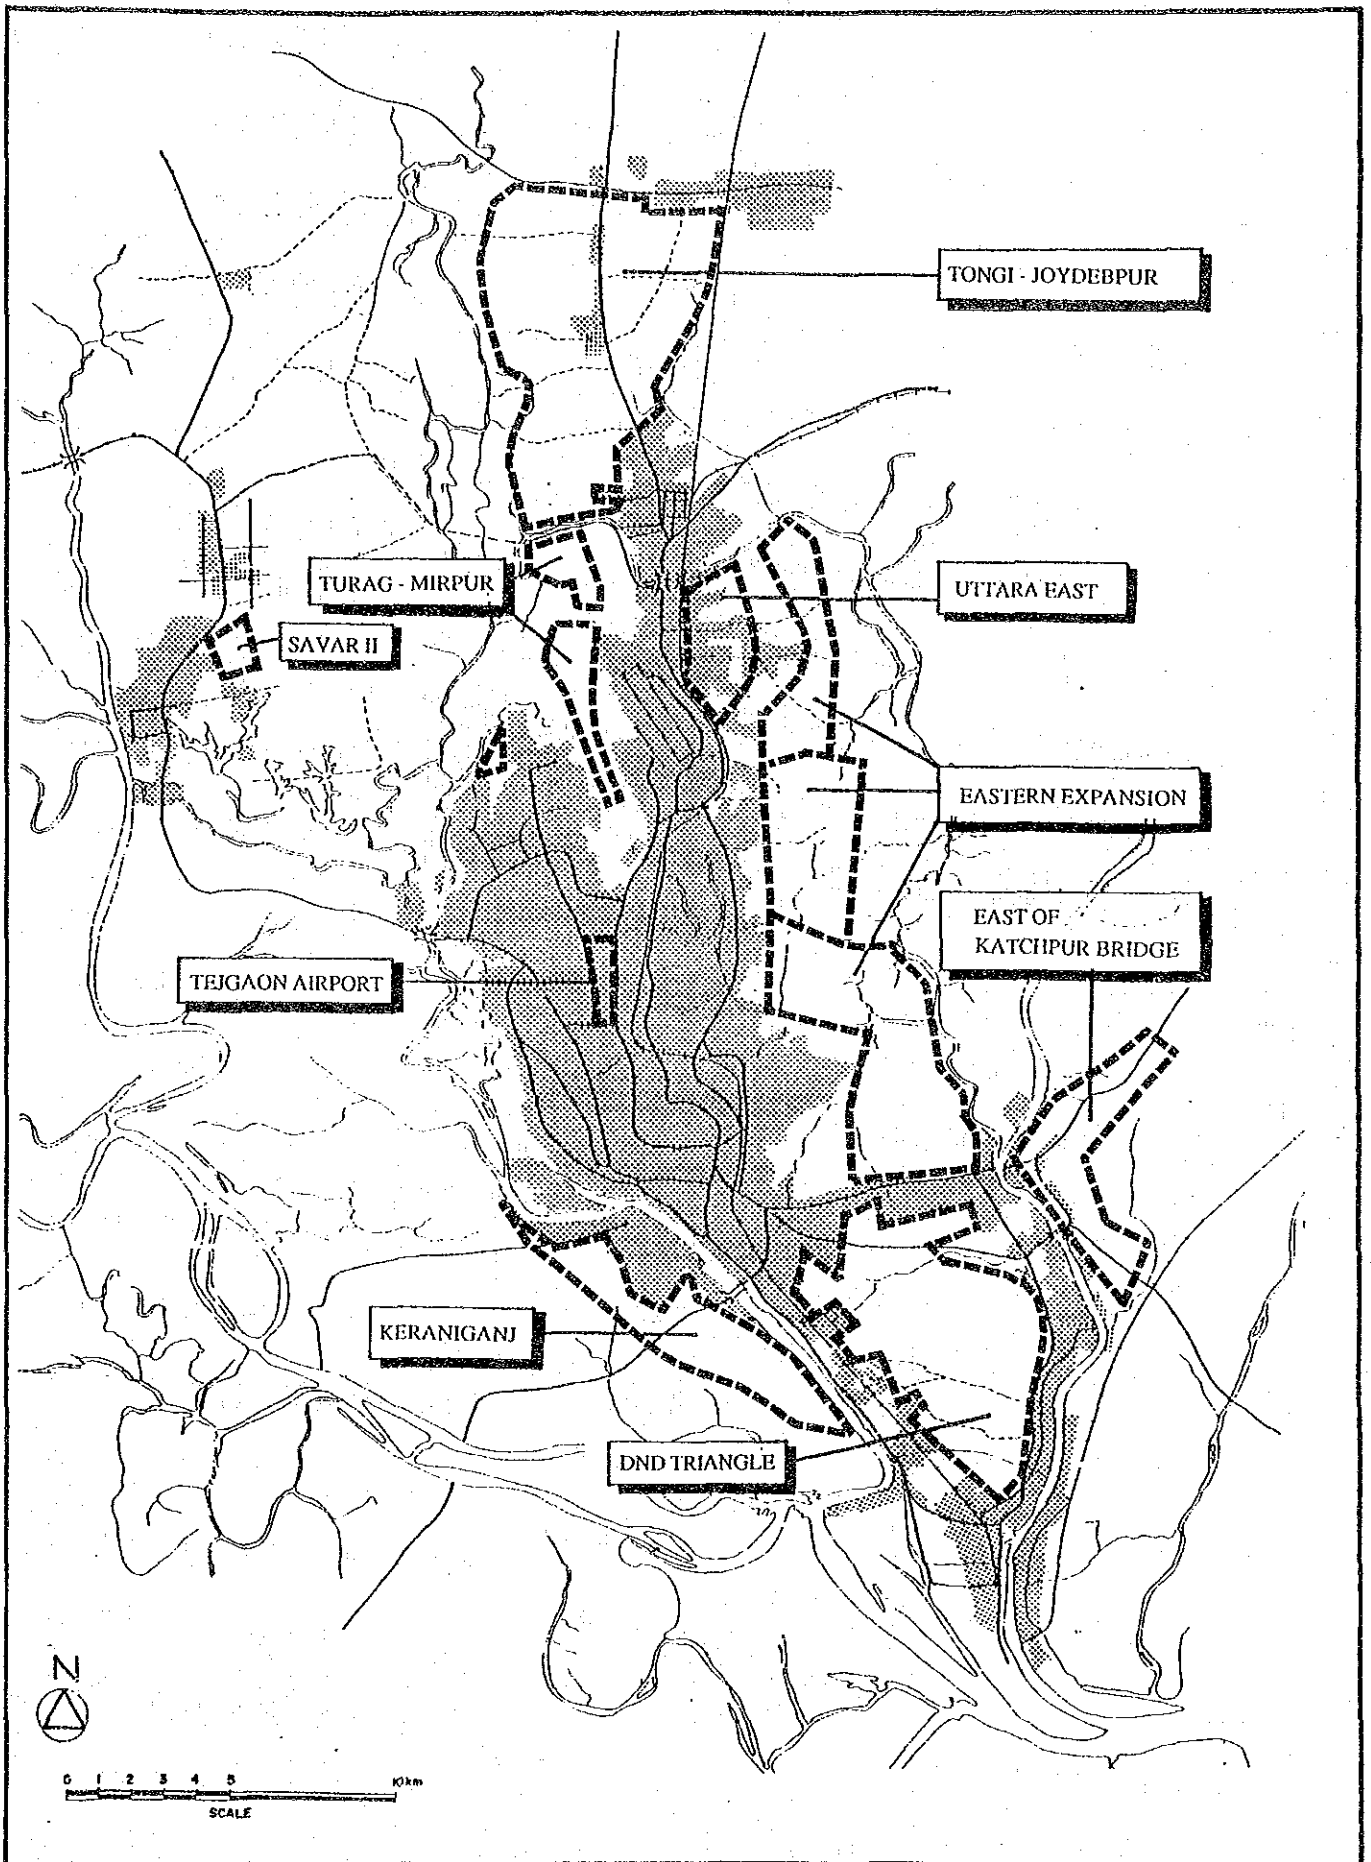 TONGI - JOYDEBPUR
TURAG - MIRPUR
UTTARA EAST
SAVAR II
EASTERN EXPANSION
EAST OF
KATCHPUR BRIDGE
TEJGAON AIRPORT
KERANIGANJ
DND TRIANGLE
N
0 1 2 3 4 5 10km
SCALE